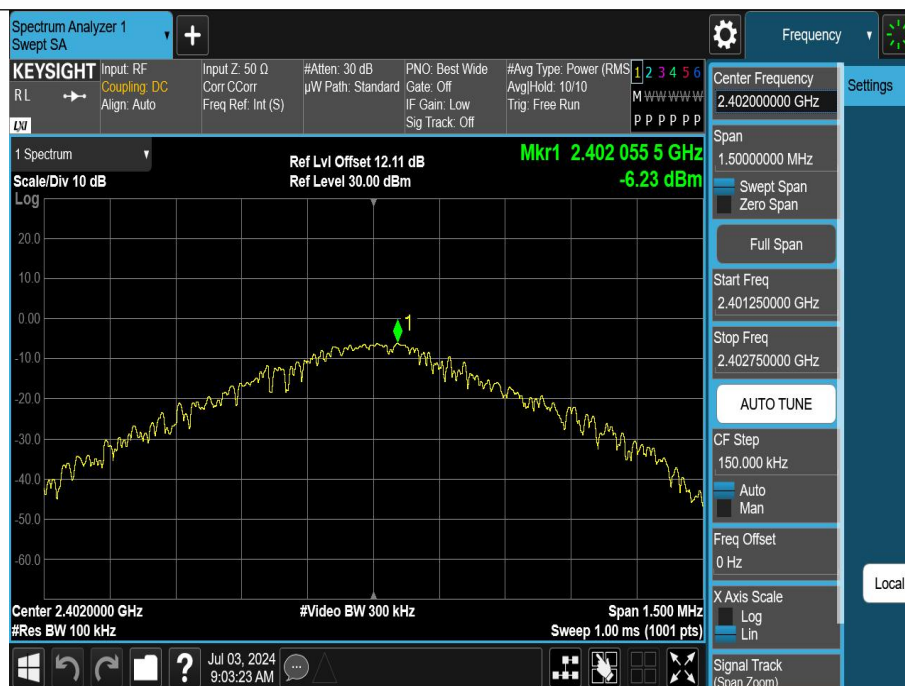 Spectrum Analyzer 1
Swept SA
+
Frequency
KEYSIGHT
RL
LXI
Input: RF
Coupling: DC
Align: Auto
Input Z: 50 Ω
Corr CCorr
Freq Ref: Int (S)
#Atten: 30 dB
µW Path: Standard
PNO: Best Wide
Gate: Off
IF Gain: Low
Sig Track: Off
#Avg Type: Power (RMS
Avg|Hold: 10/10
Trig: Free Run
1 2 3 4 5 6
M W W W W W
P P P P P P
1 Spectrum
Scale/Div 10 dB
Log
Ref Lvl Offset 12.11 dB
Ref Level 30.00 dBm
Mkr1 2.402 055 5 GHz
-6.23 dBm
20.0
10.0
0.00
-10.0
-20.0
-30.0
-40.0
-50.0
-60.0
1
Center 2.4020000 GHz
#Res BW 100 kHz
#Video BW 300 kHz
Span 1.500 MHz
Sweep 1.00 ms (1001 pts)
?
Jul 03, 2024
9:03:23 AM
Center Frequency
2.402000000 GHz
Span
1.50000000 MHz
Swept Span
Zero Span
Full Span
Start Freq
2.401250000 GHz
Stop Freq
2.402750000 GHz
AUTO TUNE
CF Step
150.000 kHz
Auto
Man
Freq Offset
0 Hz
X Axis Scale
Log
Lin
Signal Track
(Span Zoom)
Settings
Local